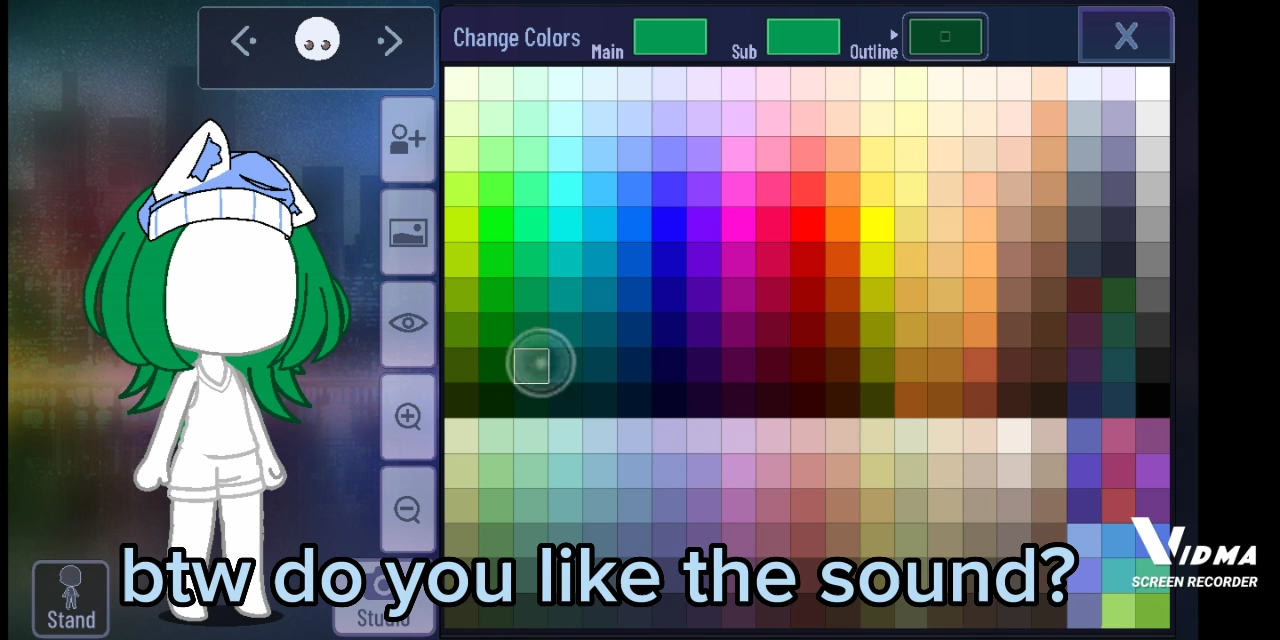 Change Colors
Main
Sub
Outline
X
Stand
Studio
btw do you like the sound?
VIDMA
SCREEN RECORDER